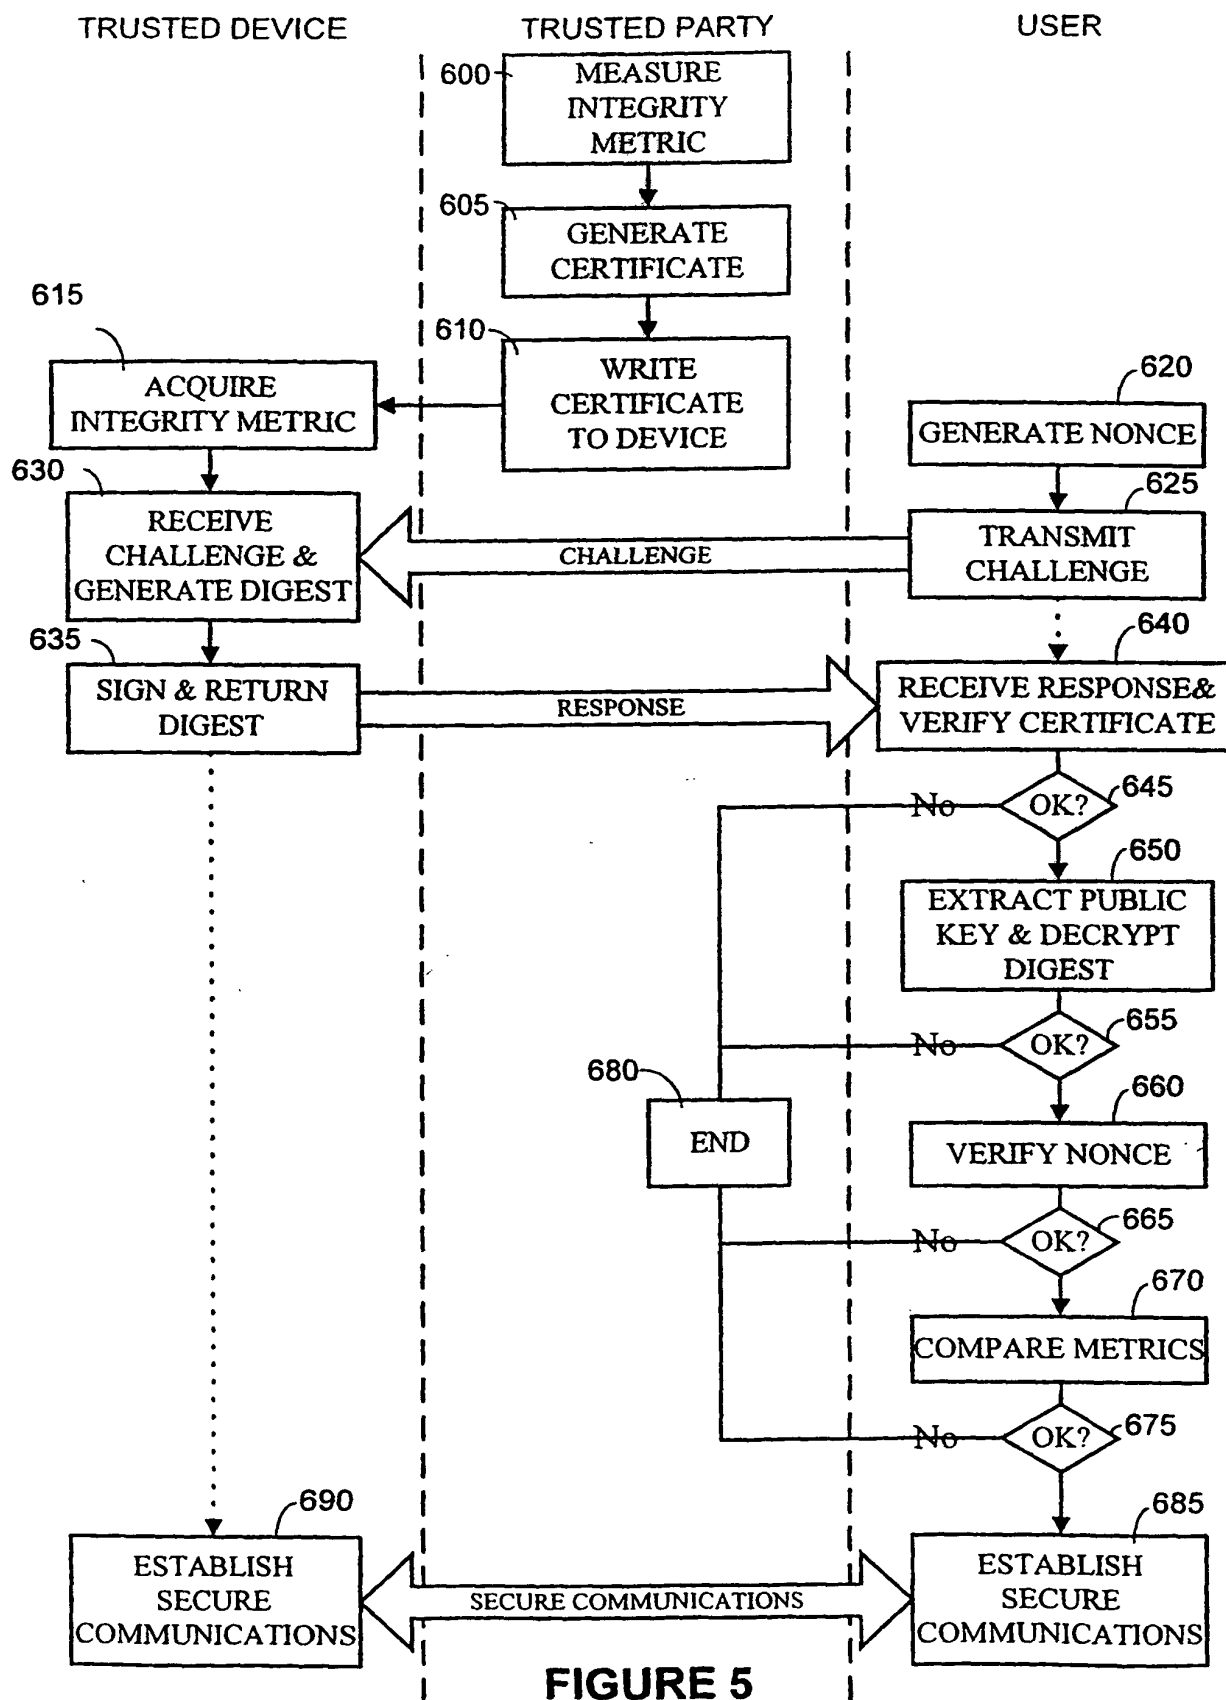 TRUSTED DEVICE
TRUSTED PARTY
USER
600
MEASURE
INTEGRITY
METRIC
605
GENERATE
CERTIFICATE
610
WRITE
CERTIFICATE
TO DEVICE
615
ACQUIRE
INTEGRITY METRIC
620
GENERATE NONCE
625
TRANSMIT
CHALLENGE
CHALLENGE
630
RECEIVE
CHALLENGE &
GENERATE DIGEST
635
SIGN & RETURN
DIGEST
RESPONSE
640
RECEIVE RESPONSE&
VERIFY CERTIFICATE
645
OK?
No
650
EXTRACT PUBLIC
KEY & DECRYPT
DIGEST
655
OK?
No
680
END
660
VERIFY NONCE
665
OK?
No
670
COMPARE METRICS
675
OK?
No
690
ESTABLISH
SECURE
COMMUNICATIONS
SECURE COMMUNICATIONS
685
ESTABLISH
SECURE
COMMUNICATIONS
FIGURE 5